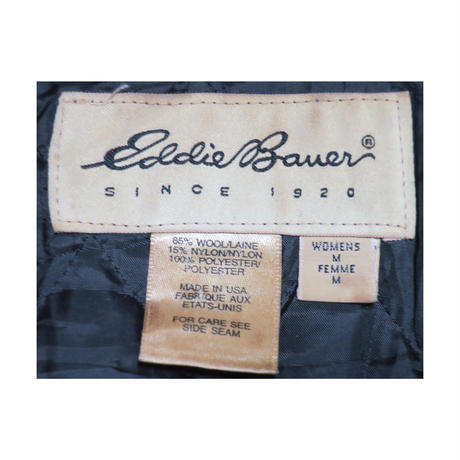 Eddie Bauer®
SINCE 1920
85% WOOL/LAINE
15% NYLON/NYLON
100% POLYESTER/
POLYESTER
MADE IN USA
FABRIQUE AUX
ETATS-UNIS
FOR CARE SEE
SIDE SEAM
WOMENS
M
FEMME
M